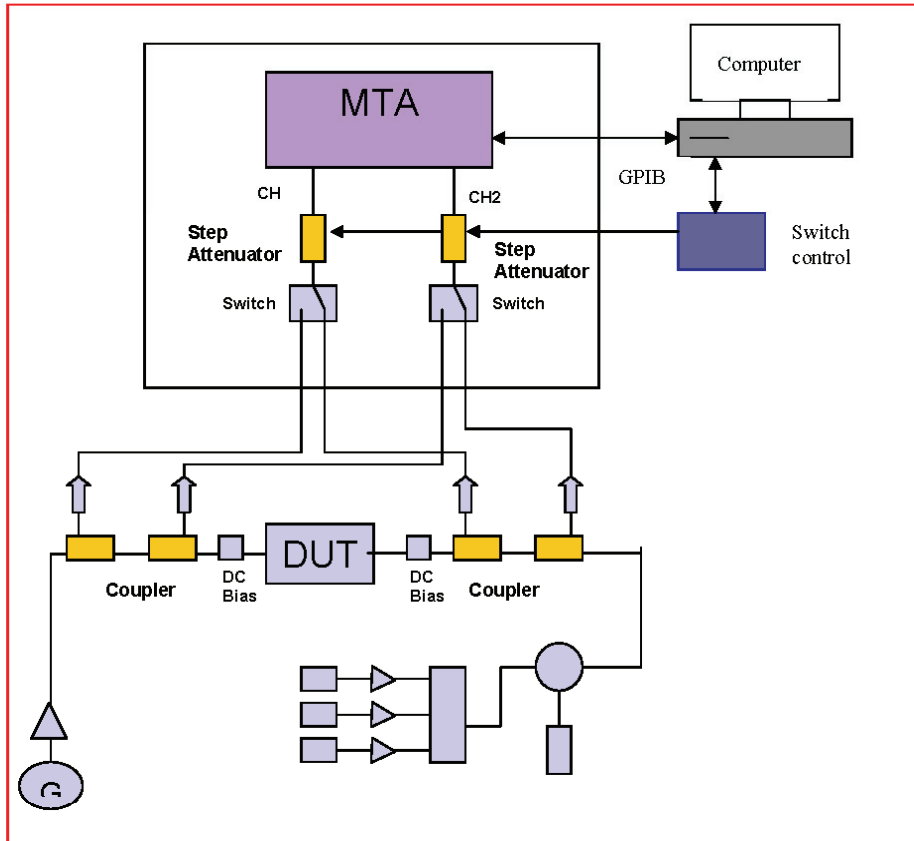 MTA
Computer
GPIB
CH
CH2
Step
Attenuator
Step
Attenuator
Switch
control
Switch
Switch
DUT
Coupler
DC
Bias
DC
Bias
Coupler
G